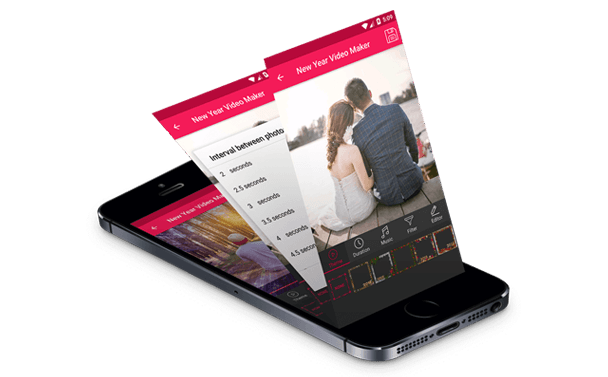 5:09
New Year Video Maker
New Year Video Maker
Interval between photo
2 seconds
2.5 seconds
3 seconds
3.5 seconds
4 seconds
4.5 seconds
New Year Video Ma
Duration
Music
Filter
Editor